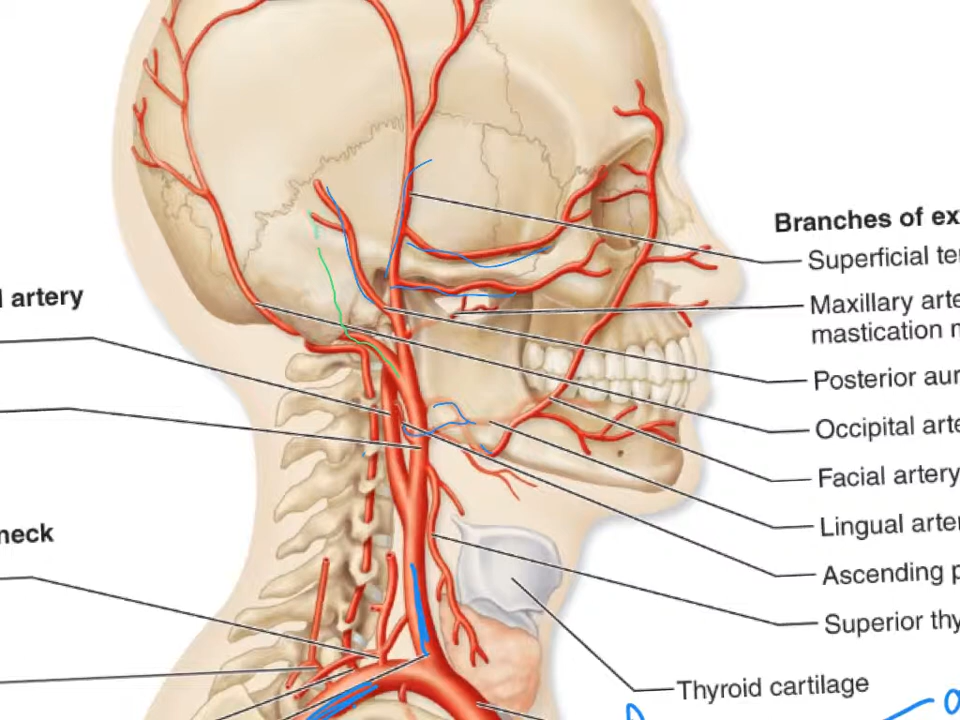 Branches of ex
Superficial ter
Maxillary arte
mastication m
l artery
Posterior aur
Occipital arte
Facial artery
Lingual arter
neck
Ascending p
Superior thy
Thyroid cartilage